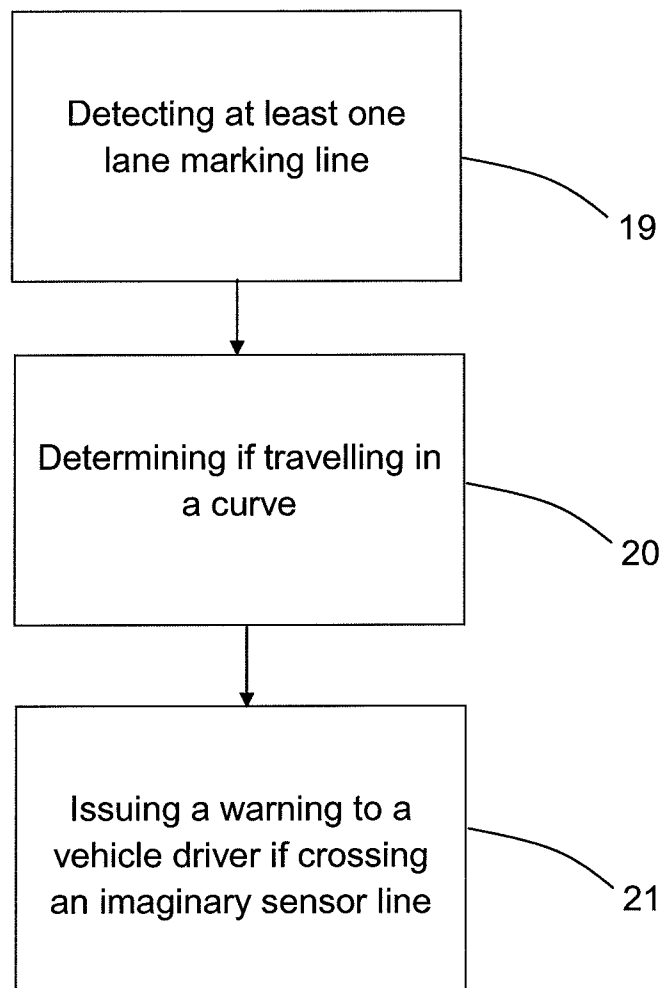 Detecting at least one
lane marking line
19
Determining if travelling in
a curve
20
Issuing a warning to a
vehicle driver if crossing
an imaginary sensor line
21